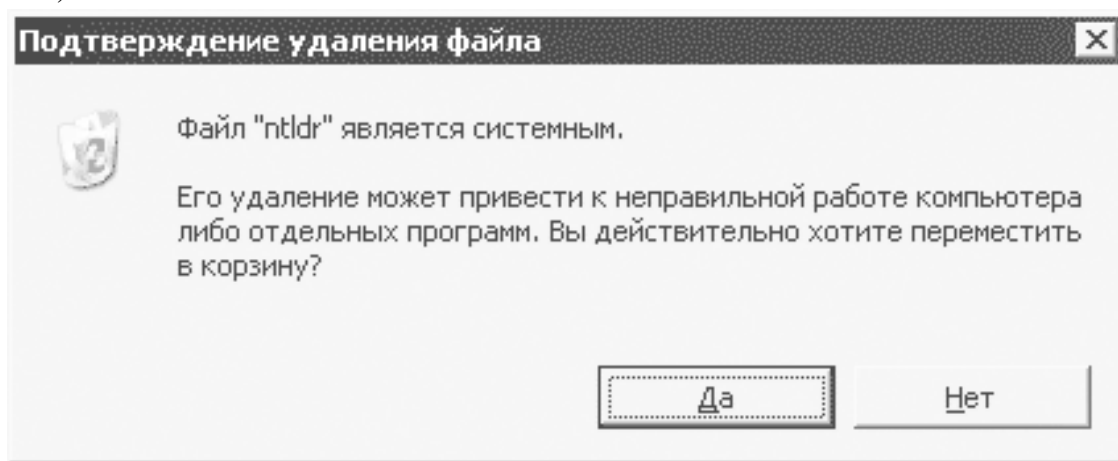 Подтверждение удаления файла
Файл "ntldr" является системным.
Его удаление может привести к неправильной работе компьютера
либо отдельных программ. Вы действительно хотите переместить
в корзину?
Да
Нет